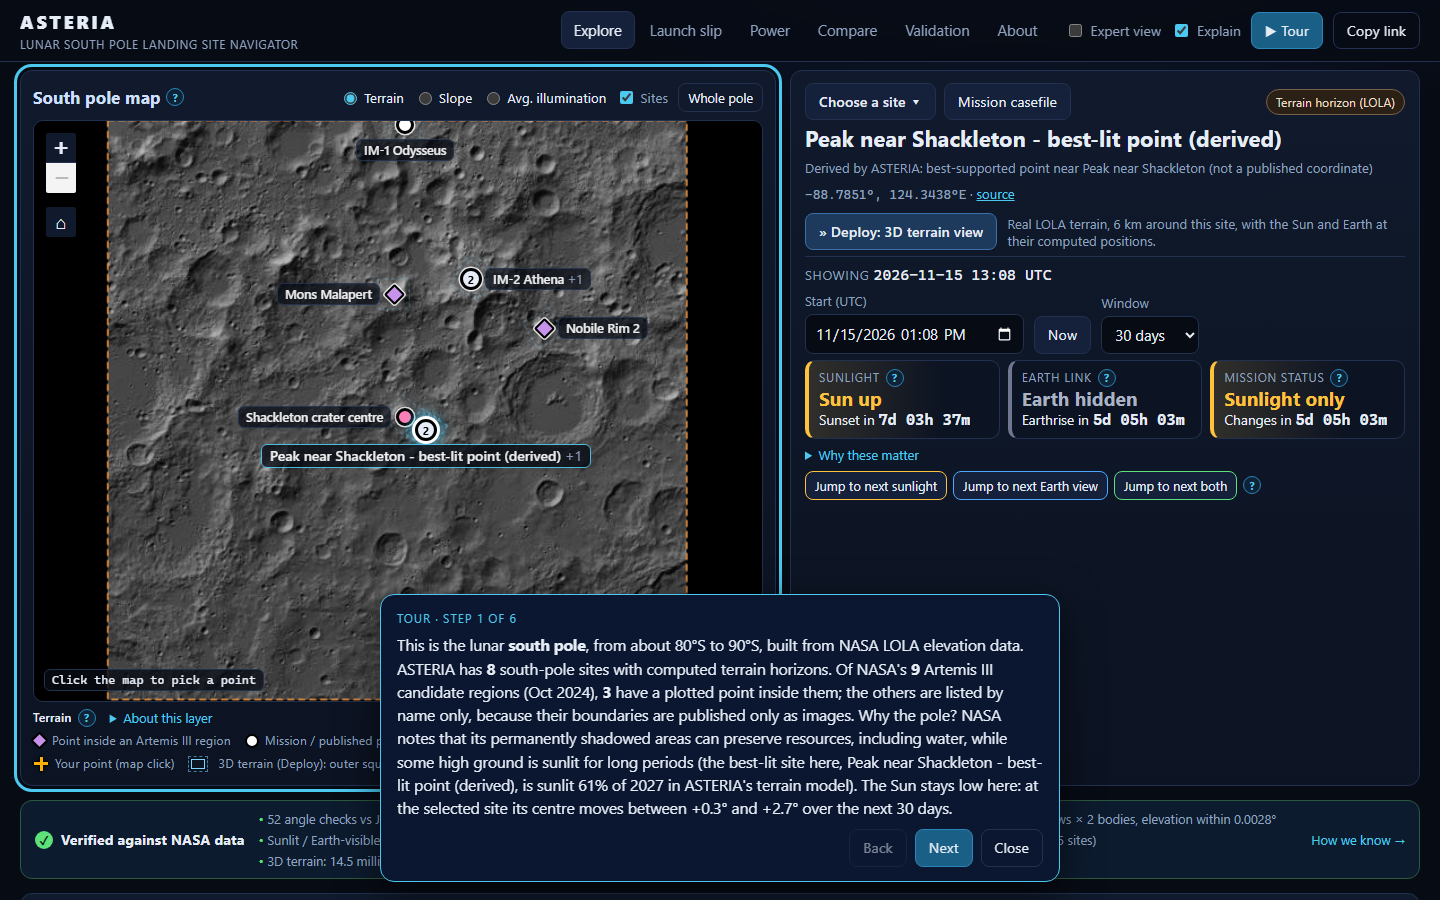 ASTERIA
LUNAR SOUTH POLE LANDING SITE NAVIGATOR
Explore
Launch slip
Power
Compare
Validation
About
Expert view
Explain
▶ Tour
Copy link
South pole map ?
Terrain
Slope
Avg. illumination
Sites
Whole pole
+
−
⌂
IM-1 Odysseus
2
IM-2 Athena +1
Mons Malapert
Nobile Rim 2
Shackleton crater centre
2
Peak near Shackleton - best-lit point (derived) +1
Click the map to pick a point
Terrain ? ▶ About this layer
Point inside an Artemis III region
Mission / published p
Your point (map click)
3D terrain (Deploy): outer squ
Choose a site ▾
Mission casefile
Terrain horizon (LOLA)
Peak near Shackleton - best-lit point (derived)
Derived by ASTERIA: best-supported point near Peak near Shackleton (not a published coordinate)
−88.7851°, 124.3438°E · source
» Deploy: 3D terrain view
Real LOLA terrain, 6 km around this site, with the Sun and Earth at
their computed positions.
SHOWING 2026-11-15 13:08 UTC
Start (UTC)
Window
11/15/2026 01:08 PM
Now
30 days
SUNLIGHT ?
Sun up
Sunset in 7d 03h 37m
EARTH LINK ?
Earth hidden
Earthrise in 5d 05h 03m
MISSION STATUS ?
Sunlight only
Changes in 5d 05h 03m
▶ Why these matter
Jump to next sunlight
Jump to next Earth view
Jump to next both
?
TOUR · STEP 1 OF 6
This is the lunar south pole, from about 80°S to 90°S, built from NASA LOLA elevation data.
ASTERIA has 8 south-pole sites with computed terrain horizons. Of NASA's 9 Artemis III
candidate regions (Oct 2024), 3 have a plotted point inside them; the others are listed by
name only, because their boundaries are published only as images. Why the pole? NASA
notes that its permanently shadowed areas can preserve resources, including water, while
some high ground is sunlit for long periods (the best-lit site here, Peak near Shackleton - best-
lit point (derived), is sunlit 61% of 2027 in ASTERIA's terrain model). The Sun stays low here: at
the selected site its centre moves between +0.3° and +2.7° over the next 30 days.
Back
Next
Close
Verified against NASA data
• 52 angle checks vs J
• Sunlit / Earth-visible
• 3D terrain: 14.5 milli
ws × 2 bodies, elevation within 0.0028°
sites)
How we know →